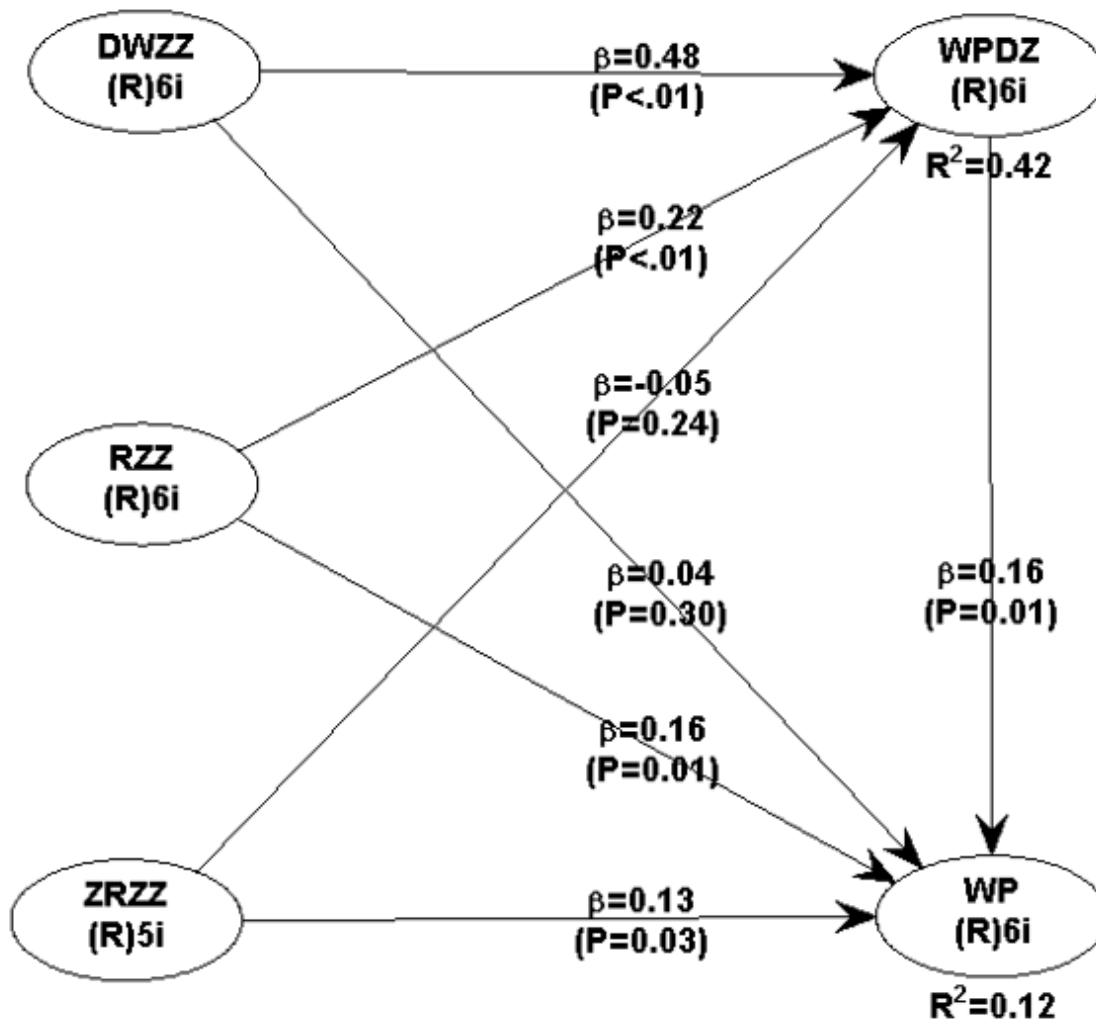 DWZZ
(R)6i
β=0.48
(P<.01)
WPDZ
(R)6i
R²=0.42
β=0.22
(P<.01)
β=-0.05
(P=0.24)
RZZ
(R)6i
β=0.04
(P=0.30)
β=0.16
(P=0.01)
β=0.16
(P=0.01)
ZRZZ
(R)5i
β=0.13
(P=0.03)
WP
(R)6i
R²=0.12